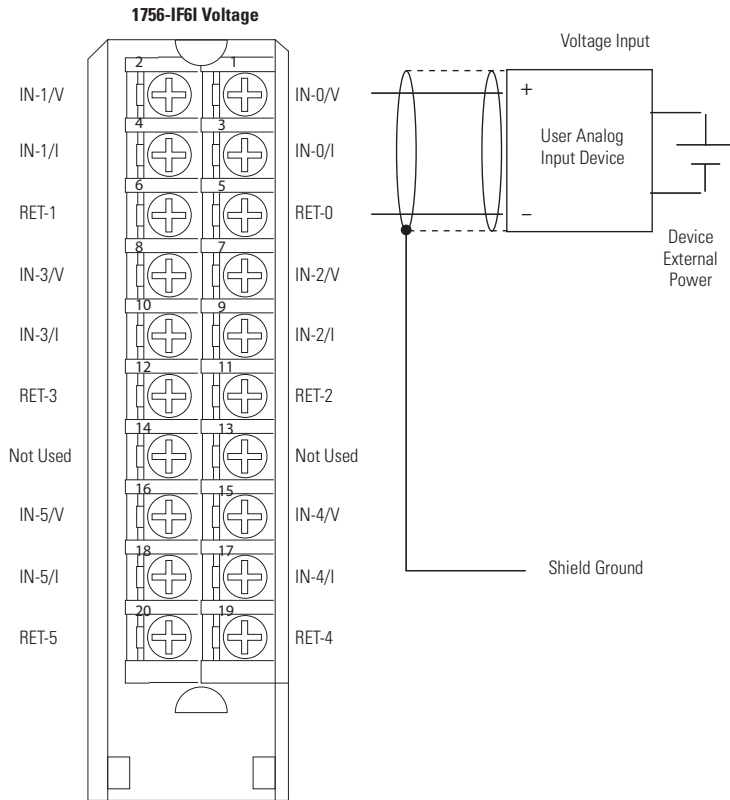 1756-IF6I Voltage
Voltage Input
2 1
IN-1/V IN-0/V
+
4 3
IN-1/I IN-0/I
User Analog
Input Device
6 5
RET-1 RET-0
–
Device
External
Power
8 7
IN-3/V IN-2/V
10 9
IN-3/I IN-2/I
12 11
RET-3 RET-2
14 13
Not Used Not Used
16 15
IN-5/V IN-4/V
18 17
IN-5/I IN-4/I
Shield Ground
20 19
RET-5 RET-4